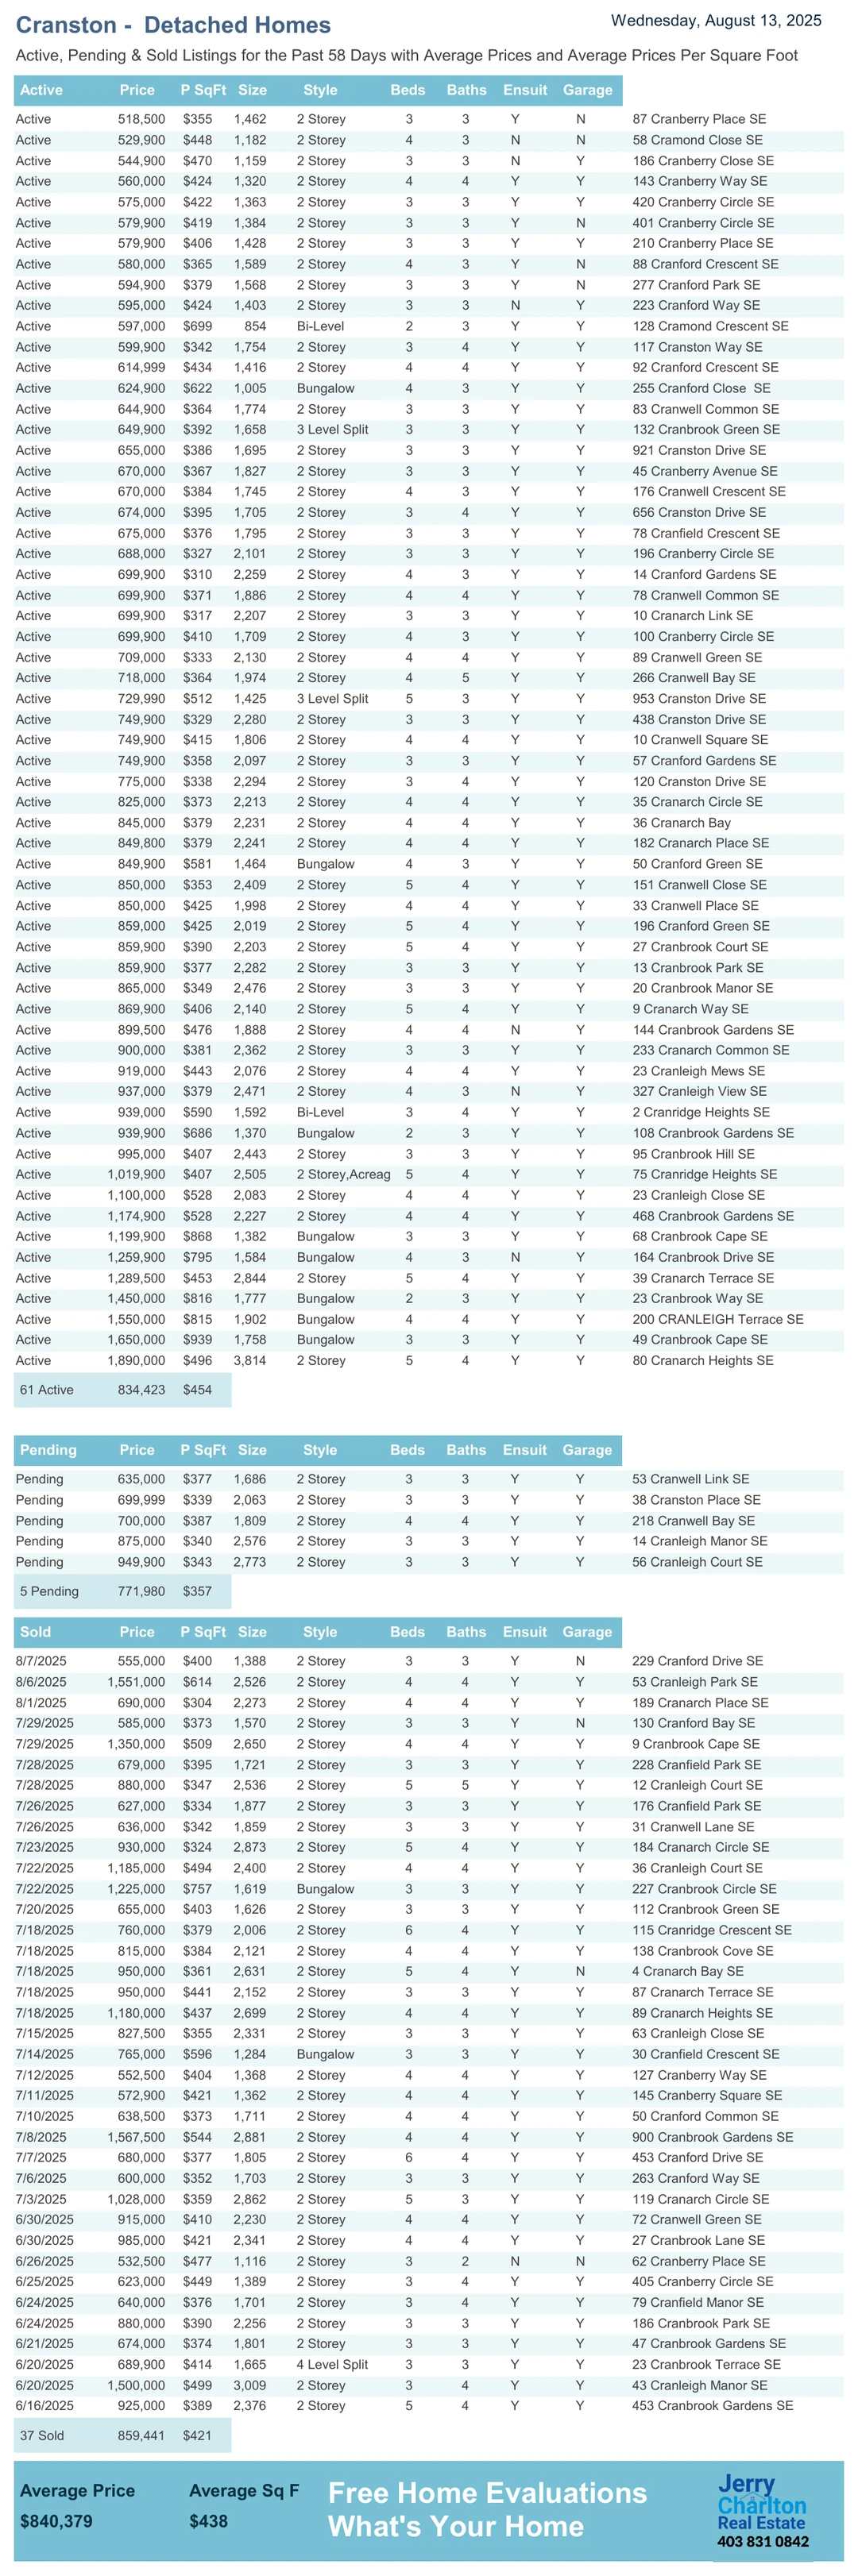 Cranston -  Detached Homes
Wednesday, August 13, 2025
Active, Pending & Sold Listings for the Past 58 Days with Average Prices and Average Prices Per Square Foot
Active Price P SqFt Size Style Beds Baths Ensuit Garage
Active 518,500 $355 1,462 2 Storey 3 3 Y N 87 Cranberry Place SE
Active 529,900 $448 1,182 2 Storey 4 3 N N 58 Cramond Close SE
Active 544,900 $470 1,159 2 Storey 3 3 N Y 186 Cranberry Close SE
Active 560,000 $424 1,320 2 Storey 4 4 Y Y 143 Cranberry Way SE
Active 575,000 $422 1,363 2 Storey 3 3 Y Y 420 Cranberry Circle SE
Active 579,900 $419 1,384 2 Storey 3 3 Y N 401 Cranberry Circle SE
Active 579,900 $406 1,428 2 Storey 3 3 Y Y 210 Cranberry Place SE
Active 580,000 $365 1,589 2 Storey 4 3 Y N 88 Cranford Crescent SE
Active 594,900 $379 1,568 2 Storey 3 3 Y N 277 Cranford Park SE
Active 595,000 $424 1,403 2 Storey 3 3 N Y 223 Cranford Way SE
Active 597,000 $699 854 Bi-Level 2 3 Y Y 128 Cramond Crescent SE
Active 599,900 $342 1,754 2 Storey 3 4 Y Y 117 Cranston Way SE
Active 614,999 $434 1,416 2 Storey 4 4 Y Y 92 Cranford Crescent SE
Active 624,900 $622 1,005 Bungalow 4 3 Y Y 255 Cranford Close  SE
Active 644,900 $364 1,774 2 Storey 3 3 Y Y 83 Cranwell Common SE
Active 649,900 $392 1,658 3 Level Split 3 3 Y Y 132 Cranbrook Green SE
Active 655,000 $386 1,695 2 Storey 3 3 Y Y 921 Cranston Drive SE
Active 670,000 $367 1,827 2 Storey 3 3 Y Y 45 Cranberry Avenue SE
Active 670,000 $384 1,745 2 Storey 4 3 Y Y 176 Cranwell Crescent SE
Active 674,000 $395 1,705 2 Storey 3 4 Y Y 656 Cranston Drive SE
Active 675,000 $376 1,795 2 Storey 3 3 Y Y 78 Cranfield Crescent SE
Active 688,000 $327 2,101 2 Storey 3 3 Y Y 196 Cranberry Circle SE
Active 699,900 $310 2,259 2 Storey 4 3 Y Y 14 Cranford Gardens SE
Active 699,900 $371 1,886 2 Storey 4 4 Y Y 78 Cranwell Common SE
Active 699,900 $317 2,207 2 Storey 3 3 Y Y 10 Cranarch Link SE
Active 699,900 $410 1,709 2 Storey 4 3 Y Y 100 Cranberry Circle SE
Active 709,000 $333 2,130 2 Storey 4 4 Y Y 89 Cranwell Green SE
Active 718,000 $364 1,974 2 Storey 4 5 Y Y 266 Cranwell Bay SE
Active 729,990 $512 1,425 3 Level Split 5 3 Y Y 953 Cranston Drive SE
Active 749,900 $329 2,280 2 Storey 3 3 Y Y 438 Cranston Drive SE
Active 749,900 $415 1,806 2 Storey 4 4 Y Y 10 Cranwell Square SE
Active 749,900 $358 2,097 2 Storey 3 3 Y Y 57 Cranford Gardens SE
Active 775,000 $338 2,294 2 Storey 3 4 Y Y 120 Cranston Drive SE
Active 825,000 $373 2,213 2 Storey 4 4 Y Y 35 Cranarch Circle SE
Active 845,000 $379 2,231 2 Storey 4 4 Y Y 36 Cranarch Bay
Active 849,800 $379 2,241 2 Storey 4 4 Y Y 182 Cranarch Place SE
Active 849,900 $581 1,464 Bungalow 4 3 Y Y 50 Cranford Green SE
Active 850,000 $353 2,409 2 Storey 5 4 Y Y 151 Cranwell Close SE
Active 850,000 $425 1,998 2 Storey 4 4 Y Y 33 Cranwell Place SE
Active 859,000 $425 2,019 2 Storey 5 4 Y Y 196 Cranford Green SE
Active 859,900 $390 2,203 2 Storey 5 4 Y Y 27 Cranbrook Court SE
Active 859,900 $377 2,282 2 Storey 3 3 Y Y 13 Cranbrook Park SE
Active 865,000 $349 2,476 2 Storey 3 3 Y Y 20 Cranbrook Manor SE
Active 869,900 $406 2,140 2 Storey 5 4 Y Y 9 Cranarch Way SE
Active 899,500 $476 1,888 2 Storey 4 4 N Y 144 Cranbrook Gardens SE
Active 900,000 $381 2,362 2 Storey 3 3 Y Y 233 Cranarch Common SE
Active 919,000 $443 2,076 2 Storey 4 4 Y Y 23 Cranleigh Mews SE
Active 937,000 $379 2,471 2 Storey 4 3 N Y 327 Cranleigh View SE
Active 939,000 $590 1,592 Bi-Level 3 4 Y Y 2 Cranridge Heights SE
Active 939,900 $686 1,370 Bungalow 2 3 Y Y 108 Cranbrook Gardens SE
Active 995,000 $407 2,443 2 Storey 3 3 Y Y 95 Cranbrook Hill SE
Active 1,019,900 $407 2,505 2 Storey,Acreag 5 4 Y Y 75 Cranridge Heights SE
Active 1,100,000 $528 2,083 2 Storey 4 4 Y Y 23 Cranleigh Close SE
Active 1,174,900 $528 2,227 2 Storey 4 4 Y Y 468 Cranbrook Gardens SE
Active 1,199,900 $868 1,382 Bungalow 3 3 Y Y 68 Cranbrook Cape SE
Active 1,259,900 $795 1,584 Bungalow 4 3 N Y 164 Cranbrook Drive SE
Active 1,289,500 $453 2,844 2 Storey 5 4 Y Y 39 Cranarch Terrace SE
Active 1,450,000 $816 1,777 Bungalow 2 3 Y Y 23 Cranbrook Way SE
Active 1,550,000 $815 1,902 Bungalow 4 4 Y Y 200 CRANLEIGH Terrace SE
Active 1,650,000 $939 1,758 Bungalow 3 3 Y Y 49 Cranbrook Cape SE
Active 1,890,000 $496 3,814 2 Storey 5 4 Y Y 80 Cranarch Heights SE
61 Active 834,423 $454
Pending Price P SqFt Size Style Beds Baths Ensuit Garage
Pending 635,000 $377 1,686 2 Storey 3 3 Y Y 53 Cranwell Link SE
Pending 699,999 $339 2,063 2 Storey 3 3 Y Y 38 Cranston Place SE
Pending 700,000 $387 1,809 2 Storey 4 4 Y Y 218 Cranwell Bay SE
Pending 875,000 $340 2,576 2 Storey 3 3 Y Y 14 Cranleigh Manor SE
Pending 949,900 $343 2,773 2 Storey 3 3 Y Y 56 Cranleigh Court SE
5 Pending 771,980 $357
Sold Price P SqFt Size Style Beds Baths Ensuit Garage
8/7/2025 555,000 $400 1,388 2 Storey 3 3 Y N 229 Cranford Drive SE
8/6/2025 1,551,000 $614 2,526 2 Storey 4 4 Y Y 53 Cranleigh Park SE
8/1/2025 690,000 $304 2,273 2 Storey 4 4 Y Y 189 Cranarch Place SE
7/29/2025 585,000 $373 1,570 2 Storey 3 3 Y N 130 Cranford Bay SE
7/29/2025 1,350,000 $509 2,650 2 Storey 4 4 Y Y 9 Cranbrook Cape SE
7/28/2025 679,000 $395 1,721 2 Storey 3 3 Y Y 228 Cranfield Park SE
7/28/2025 880,000 $347 2,536 2 Storey 5 5 Y Y 12 Cranleigh Court SE
7/26/2025 627,000 $334 1,877 2 Storey 3 3 Y Y 176 Cranfield Park SE
7/26/2025 636,000 $342 1,859 2 Storey 3 3 Y Y 31 Cranwell Lane SE
7/23/2025 930,000 $324 2,873 2 Storey 5 4 Y Y 184 Cranarch Circle SE
7/22/2025 1,185,000 $494 2,400 2 Storey 4 4 Y Y 36 Cranleigh Court SE
7/22/2025 1,225,000 $757 1,619 Bungalow 3 3 Y Y 227 Cranbrook Circle SE
7/20/2025 655,000 $403 1,626 2 Storey 3 3 Y Y 112 Cranbrook Green SE
7/18/2025 760,000 $379 2,006 2 Storey 6 4 Y Y 115 Cranridge Crescent SE
7/18/2025 815,000 $384 2,121 2 Storey 4 4 Y Y 138 Cranbrook Cove SE
7/18/2025 950,000 $361 2,631 2 Storey 5 4 Y N 4 Cranarch Bay SE
7/18/2025 950,000 $441 2,152 2 Storey 3 3 Y Y 87 Cranarch Terrace SE
7/18/2025 1,180,000 $437 2,699 2 Storey 4 4 Y Y 89 Cranarch Heights SE
7/15/2025 827,500 $355 2,331 2 Storey 3 3 Y Y 63 Cranleigh Close SE
7/14/2025 765,000 $596 1,284 Bungalow 3 3 Y Y 30 Cranfield Crescent SE
7/12/2025 552,500 $404 1,368 2 Storey 4 4 Y Y 127 Cranberry Way SE
7/11/2025 572,900 $421 1,362 2 Storey 4 4 Y Y 145 Cranberry Square SE
7/10/2025 638,500 $373 1,711 2 Storey 4 4 Y Y 50 Cranford Common SE
7/8/2025 1,567,500 $544 2,881 2 Storey 4 4 Y Y 900 Cranbrook Gardens SE
7/7/2025 680,000 $377 1,805 2 Storey 6 4 Y Y 453 Cranford Drive SE
7/6/2025 600,000 $352 1,703 2 Storey 3 3 Y Y 263 Cranford Way SE
7/3/2025 1,028,000 $359 2,862 2 Storey 5 3 Y Y 119 Cranarch Circle SE
6/30/2025 915,000 $410 2,230 2 Storey 4 4 Y Y 72 Cranwell Green SE
6/30/2025 985,000 $421 2,341 2 Storey 4 4 Y Y 27 Cranbrook Lane SE
6/26/2025 532,500 $477 1,116 2 Storey 3 2 N N 62 Cranberry Place SE
6/25/2025 623,000 $449 1,389 2 Storey 3 4 Y Y 405 Cranberry Circle SE
6/24/2025 640,000 $376 1,701 2 Storey 3 4 Y Y 79 Cranfield Manor SE
6/24/2025 880,000 $390 2,256 2 Storey 3 3 Y Y 186 Cranbrook Park SE
6/21/2025 674,000 $374 1,801 2 Storey 3 3 Y Y 47 Cranbrook Gardens SE
6/20/2025 689,900 $414 1,665 4 Level Split 3 3 Y Y 23 Cranbrook Terrace SE
6/20/2025 1,500,000 $499 3,009 2 Storey 3 4 Y Y 43 Cranleigh Manor SE
6/16/2025 925,000 $389 2,376 2 Storey 5 4 Y Y 453 Cranbrook Gardens SE
37 Sold 859,441 $421
Average Price Average Sq F
$840,379 $438
Free Home Evaluations
What's Your Home
Jerry
Charlton
Real Estate
403 831 0842